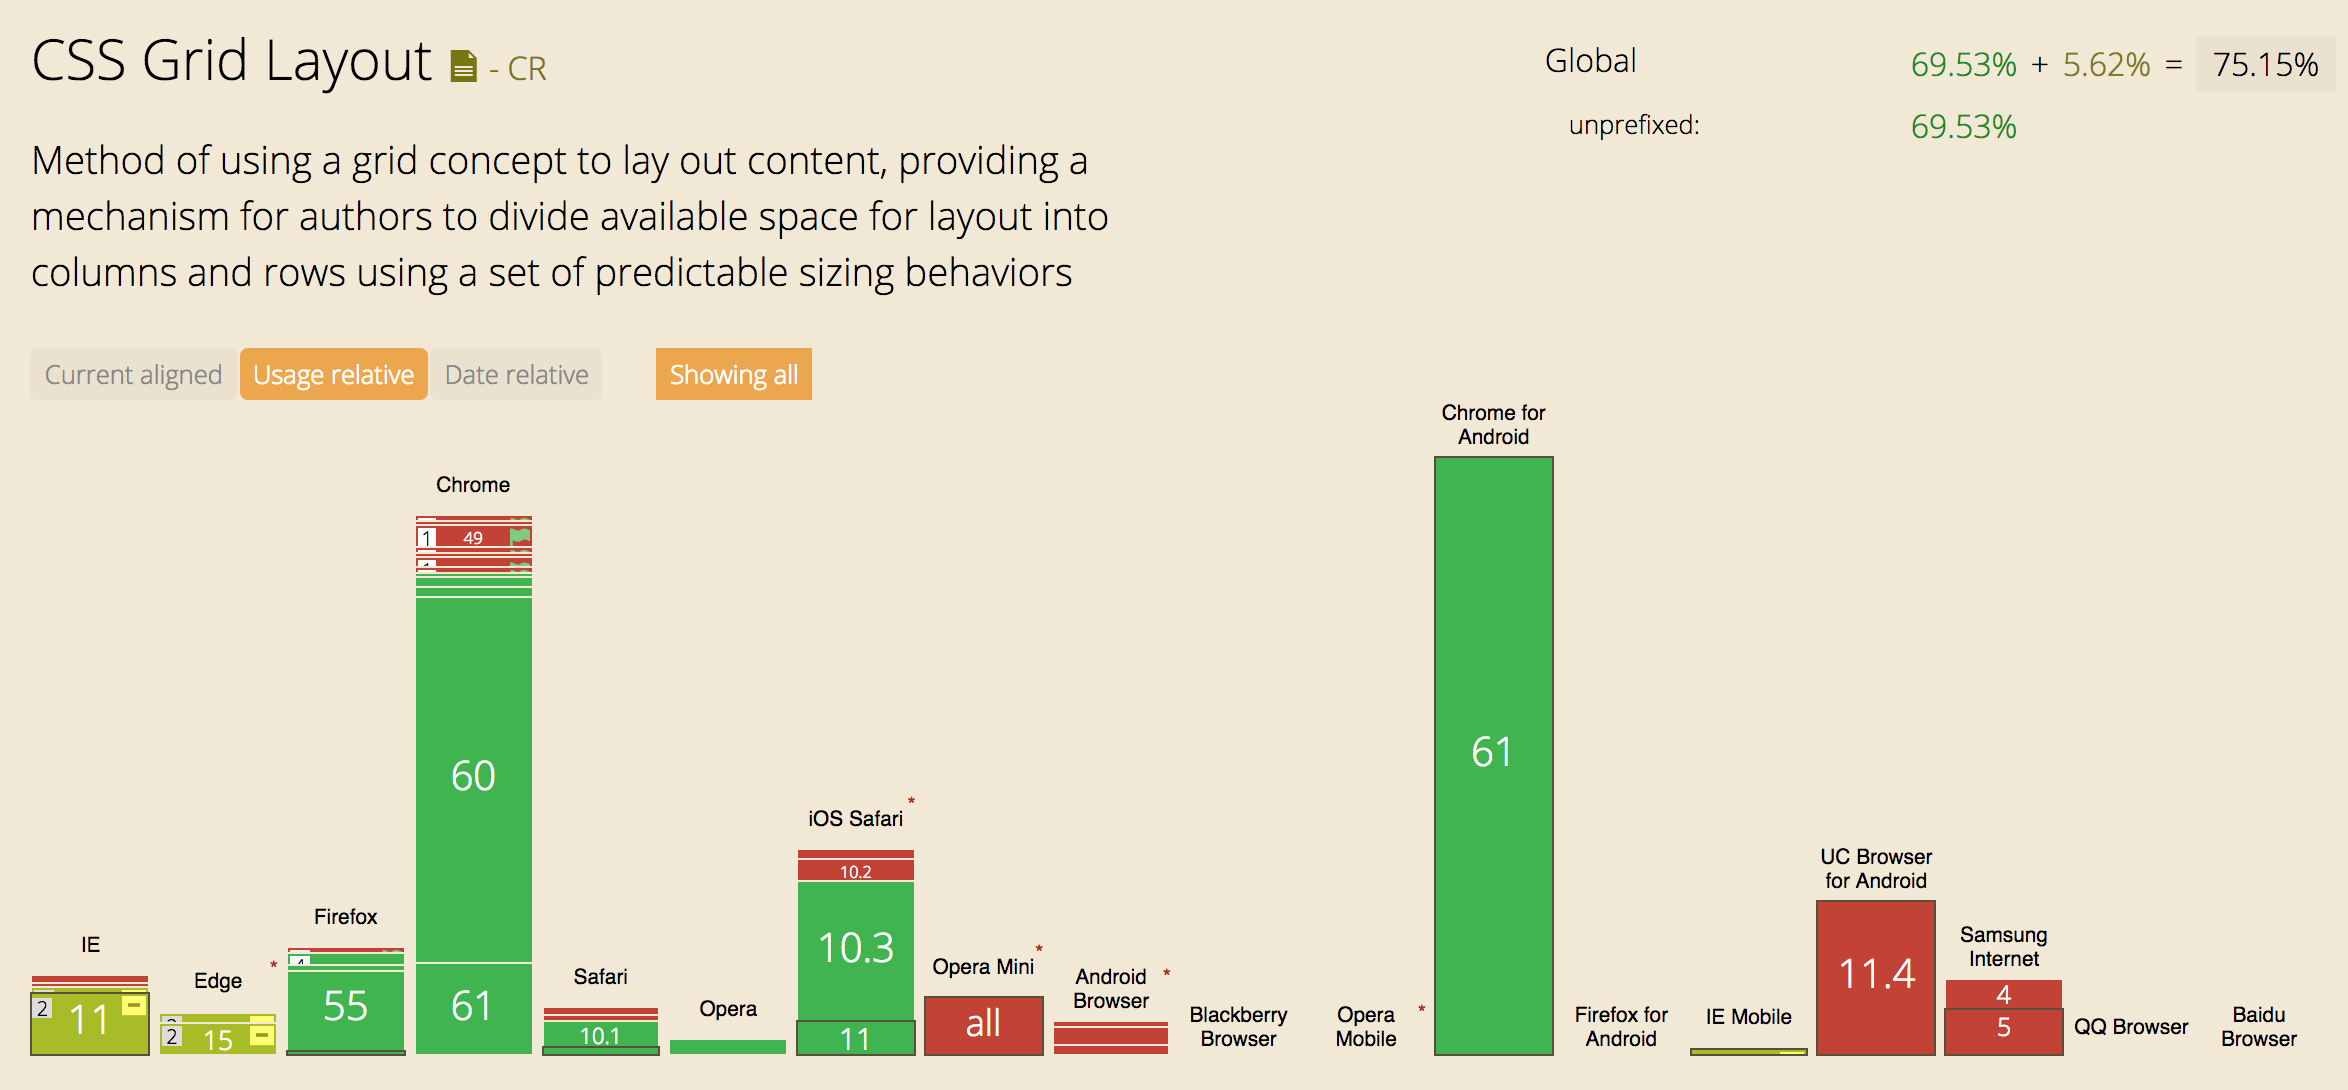 CSS Grid Layout - CR
Global 69.53% + 5.62% = 75.15%
unprefixed: 69.53%
Method of using a grid concept to lay out content, providing a
mechanism for authors to divide available space for layout into
columns and rows using a set of predictable sizing behaviors
Current aligned Usage relative Date relative Showing all
IE
2 11
Edge *
2 15
Firefox
4
55
Chrome
1 49
1
60
61
Safari
10.1
Opera
iOS Safari *
10.2
10.3
11
Opera Mini *
all
Android *
Browser
Blackberry
Browser
Opera *
Mobile
Chrome for
Android
61
Firefox for
Android
IE Mobile
UC Browser
for Android
11.4
Samsung
Internet
4
5
QQ Browser
Baidu
Browser